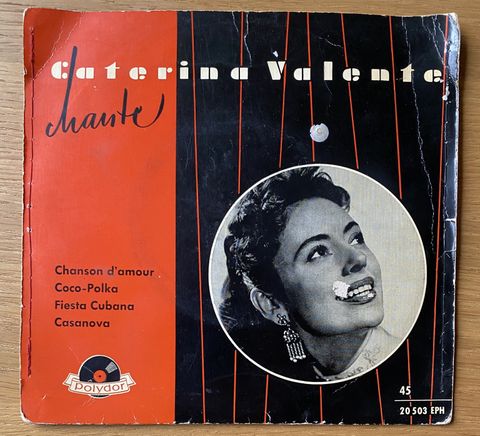 Caterina Valente
chante
Chanson d'amour
Coco-Polka
Fiesta Cubana
Casanova
Polydor
45
20 503 EPH